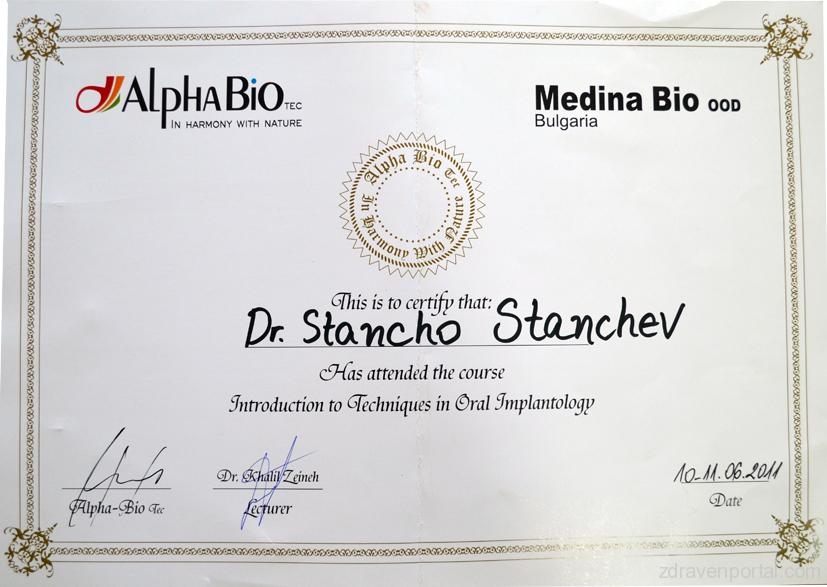 AlphaBio TEC
IN HARMONY WITH NATURE
Medina Bio OOD
Bulgaria
Alpha Bio Tec
In Harmony With Nature
This is to certify that:
Dr. Stancho Stanchev
Has attended the course
Introduction to Techniques in Oral Implantology
Alpha-Bio Tec
Dr. Khalil Zeineh
Lecturer
10-11.06.2011
Date
zdravenportal.com